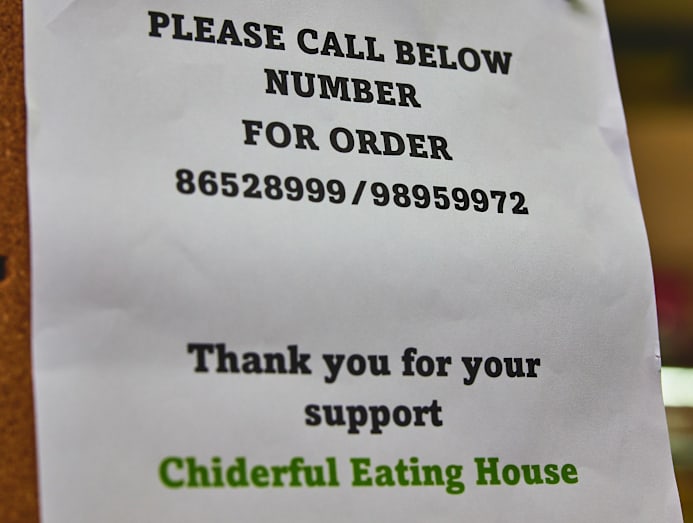 PLEASE CALL BELOW
NUMBER
FOR ORDER
86528999/98959972
Thank you for your
support
Chiderful Eating House